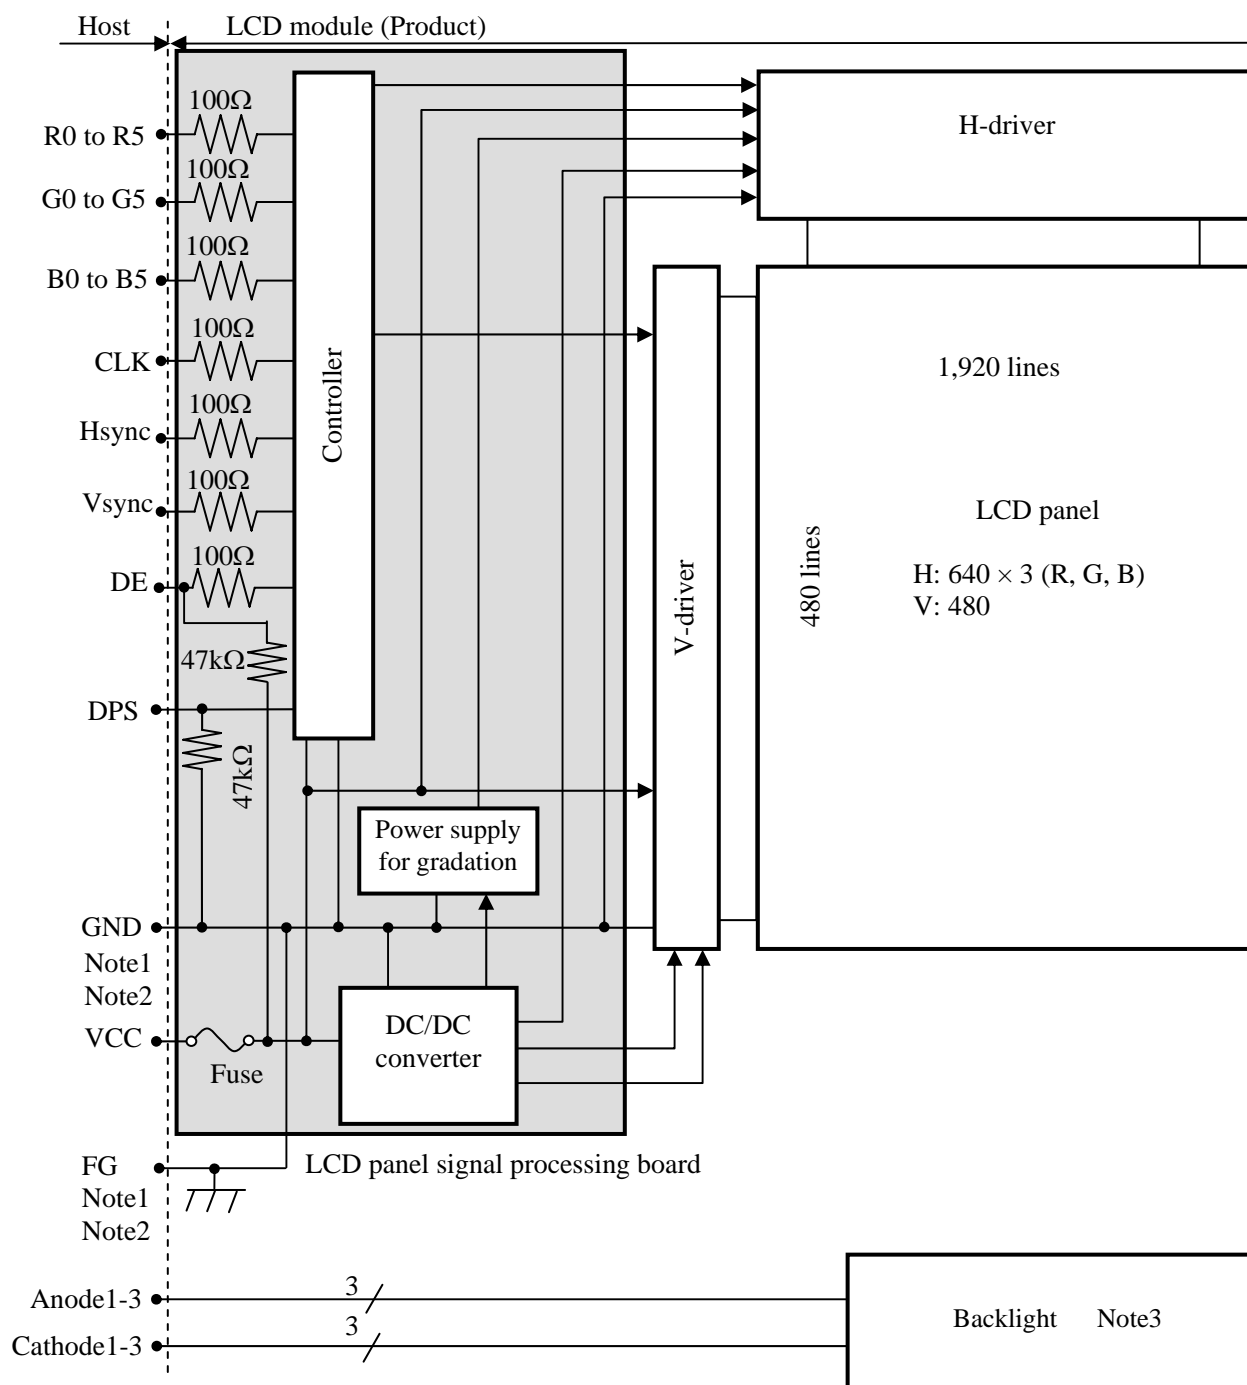 Host
LCD module (Product)
100Ω
R0 to R5
100Ω
G0 to G5
100Ω
B0 to B5
100Ω
CLK
100Ω
Hsync
100Ω
Vsync
100Ω
DE
47kΩ
DPS
47kΩ
Controller
H-driver
V-driver
1,920 lines
480 lines
LCD panel
H: 640 × 3 (R, G, B)
V: 480
Power supply
for gradation
GND
Note1
Note2
VCC
Fuse
DC/DC
converter
FG
Note1
Note2
LCD panel signal processing board
Anode1-3
3
Cathode1-3
3
Backlight Note3